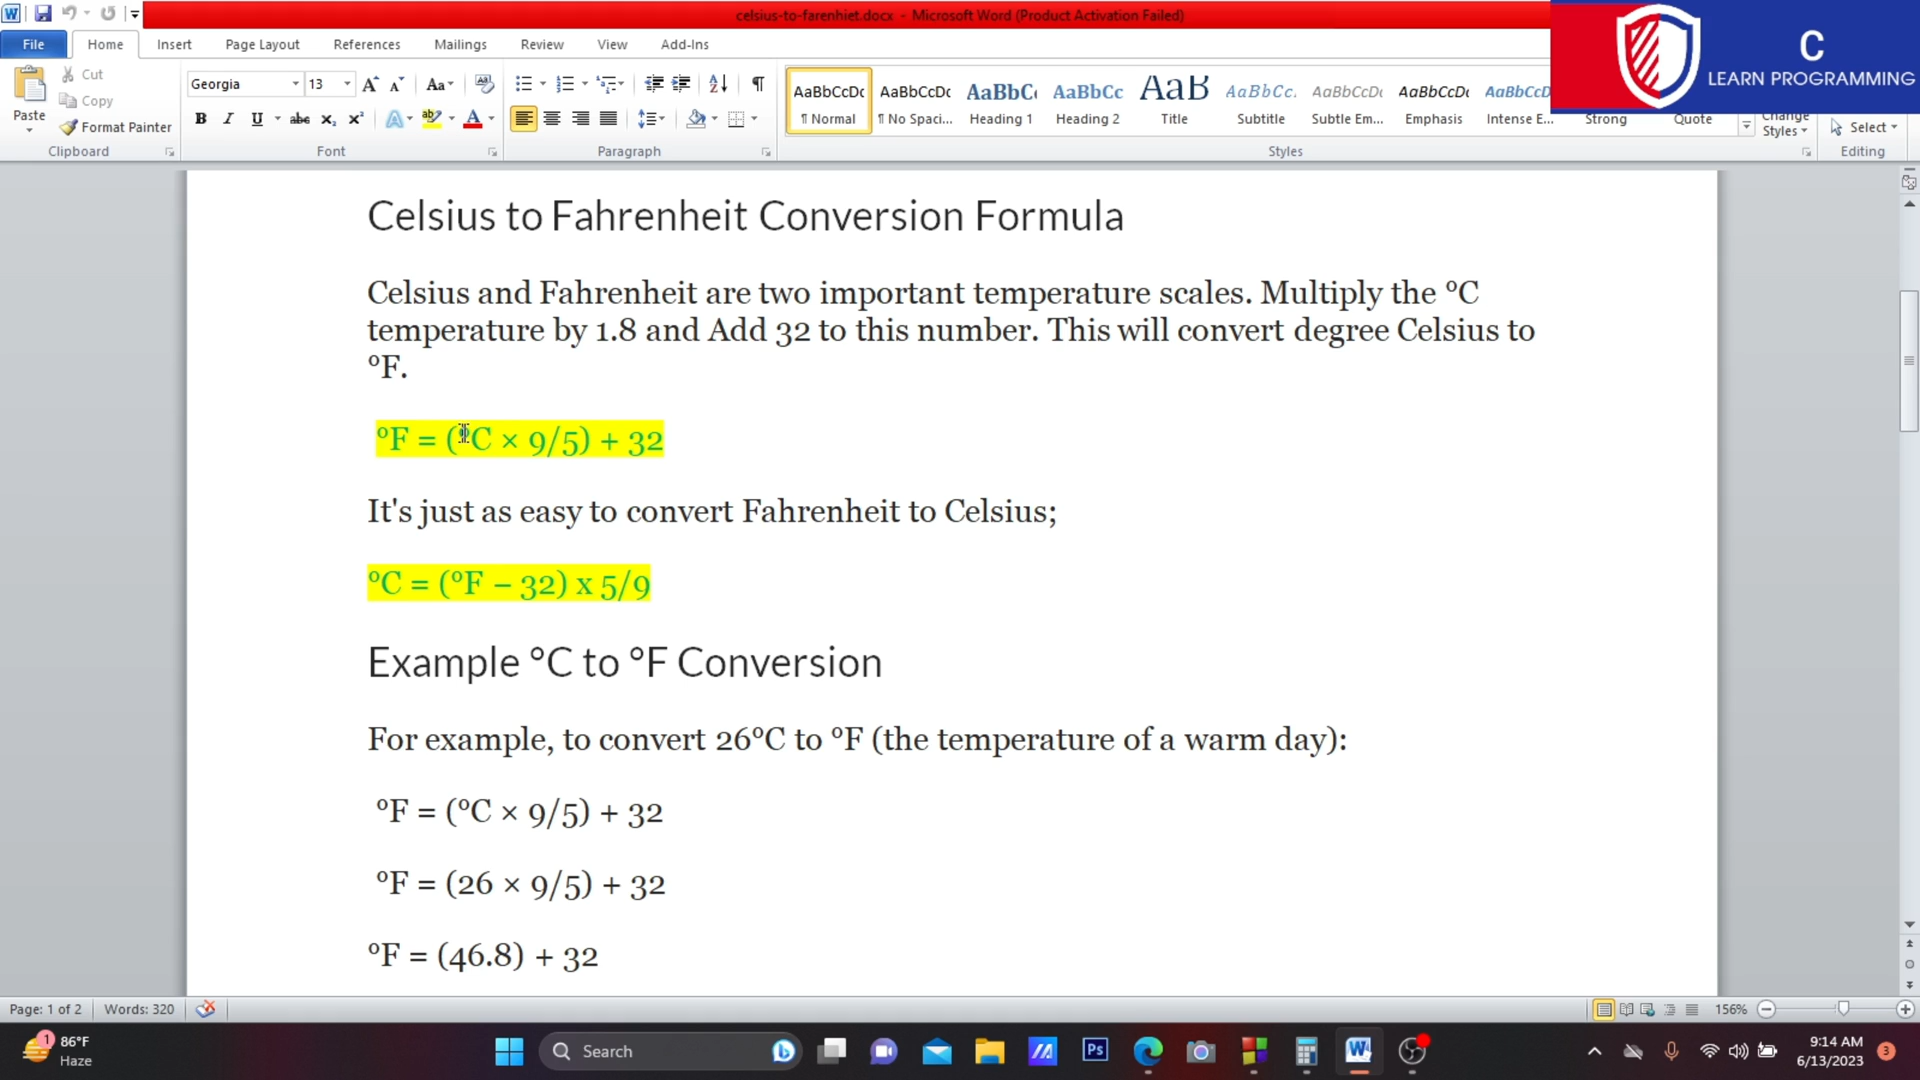 celsius-to-farenhiet.docx - Microsoft Word (Product Activation Failed)
File Home Insert Page Layout References Mailings Review View Add-Ins
C
LEARN PROGRAMMING
Paste
Cut
Copy
Format Painter
Clipboard
Georgia 13
Font
Paragraph
AaBbCcDc AaBbCcDc AaBbCc AaBbCc AaB AaBbCc. AaBbCcDc AaBbCcDc AaBbCcD
¶ Normal ¶ No Spaci... Heading 1 Heading 2 Title Subtitle Subtle Em... Emphasis Intense E... Strong Quote
Styles
Change
Styles
Select
Editing
Celsius to Fahrenheit Conversion Formula
Celsius and Fahrenheit are two important temperature scales. Multiply the °C
temperature by 1.8 and Add 32 to this number. This will convert degree Celsius to
°F.
°F = (°C × 9/5) + 32
It's just as easy to convert Fahrenheit to Celsius;
°C = (°F – 32) x 5/9
Example °C to °F Conversion
For example, to convert 26°C to °F (the temperature of a warm day):
°F = (°C × 9/5) + 32
°F = (26 × 9/5) + 32
°F = (46.8) + 32
Page: 1 of 2 Words: 320
156%
1
86°F
Haze
Search
Ps
9:14 AM
6/13/2023
3